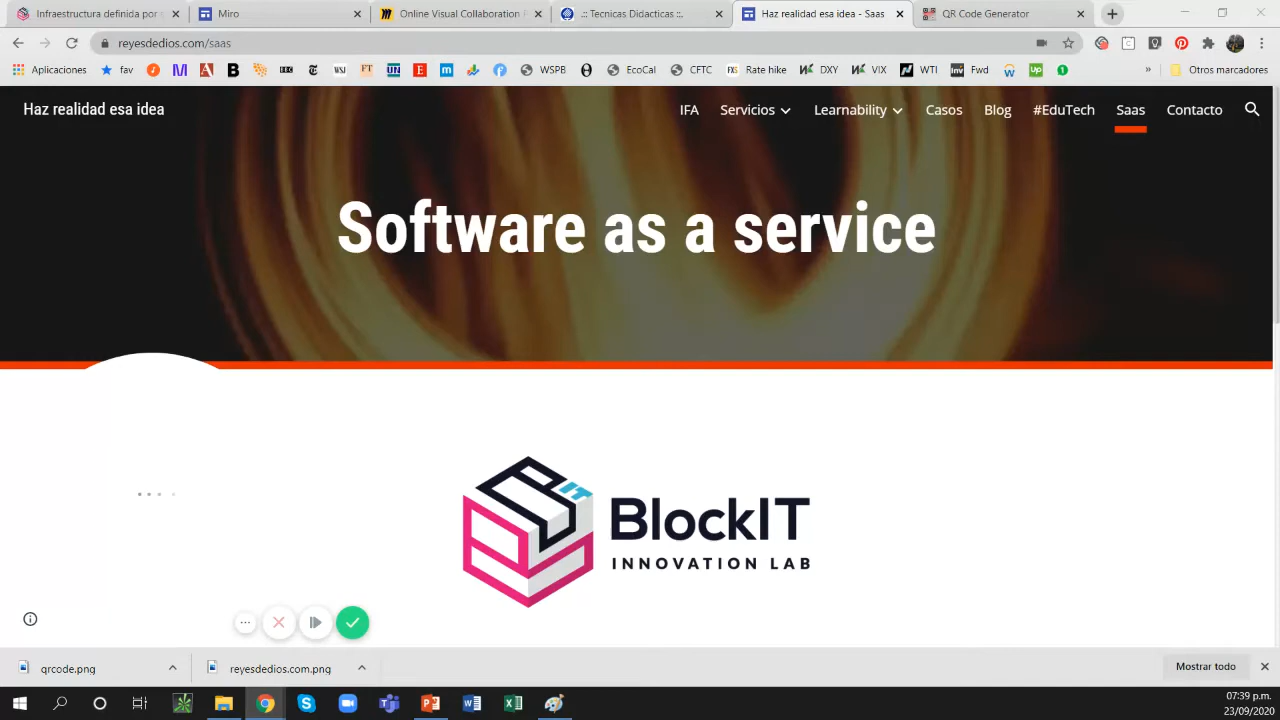 Infraestructura definida por
Miro
Online Visual Collaboration P
.::Tecnicas Didacticas ::.
Haz realidad esa idea - Saas
QR Code Generator
reyesdedios.com/saas
Aplicaciones
fav
WSPB
EcoCal
CFTC
Rate hike
DXY
VIX
WTI
Fwd
Otros marcadores
Haz realidad esa idea
IFA
Servicios
Learnability
Casos
Blog
#EduTech
Saas
Contacto
Software as a service
IT
BlockIT
INNOVATION LAB
qrcode.png
reyesdedios.com.png
Mostrar todo
07:39 p.m.
23/09/2020